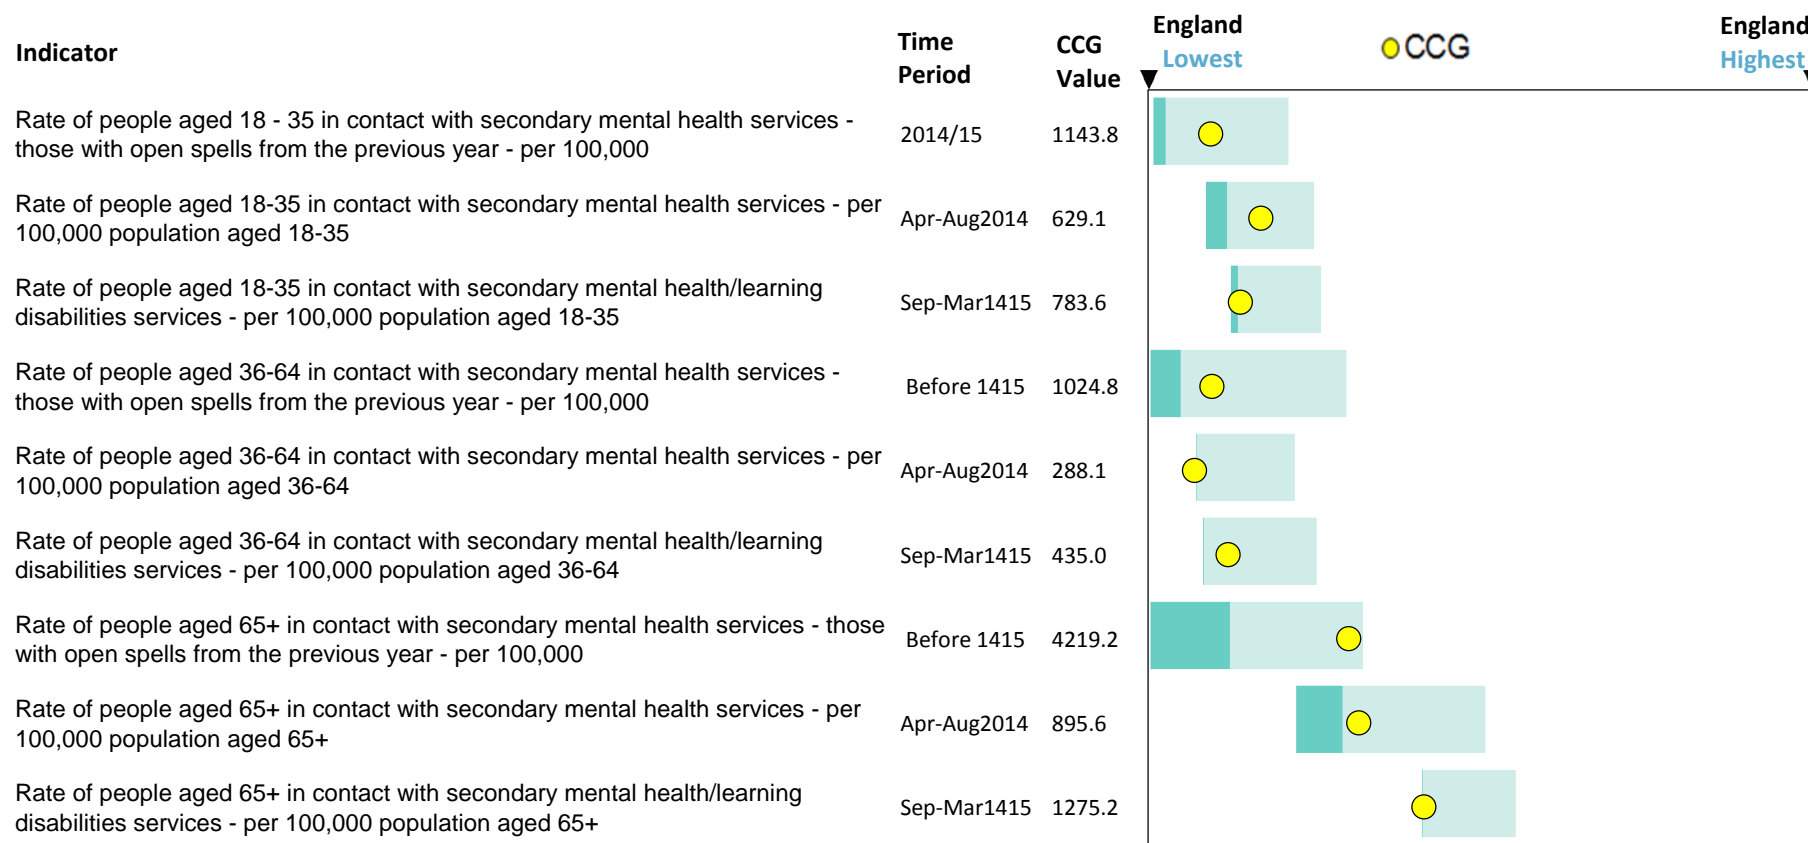 Indicator
Time Period
CCG Value
England Lowest
CCG
England Highest
Rate of people aged 18 - 35 in contact with secondary mental health services -
those with open spells from the previous year - per 100,000
2014/15 1143.8
Rate of people aged 18-35 in contact with secondary mental health services - per
100,000 population aged 18-35
Apr-Aug2014 629.1
Rate of people aged 18-35 in contact with secondary mental health/learning
disabilities services - per 100,000 population aged 18-35
Sep-Mar1415 783.6
Rate of people aged 36-64 in contact with secondary mental health services -
those with open spells from the previous year - per 100,000
Before 1415 1024.8
Rate of people aged 36-64 in contact with secondary mental health services - per
100,000 population aged 36-64
Apr-Aug2014 288.1
Rate of people aged 36-64 in contact with secondary mental health/learning
disabilities services - per 100,000 population aged 36-64
Sep-Mar1415 435.0
Rate of people aged 65+ in contact with secondary mental health services - those
with open spells from the previous year - per 100,000
Before 1415 4219.2
Rate of people aged 65+ in contact with secondary mental health services - per
100,000 population aged 65+
Apr-Aug2014 895.6
Rate of people aged 65+ in contact with secondary mental health/learning
disabilities services - per 100,000 population aged 65+
Sep-Mar1415 1275.2